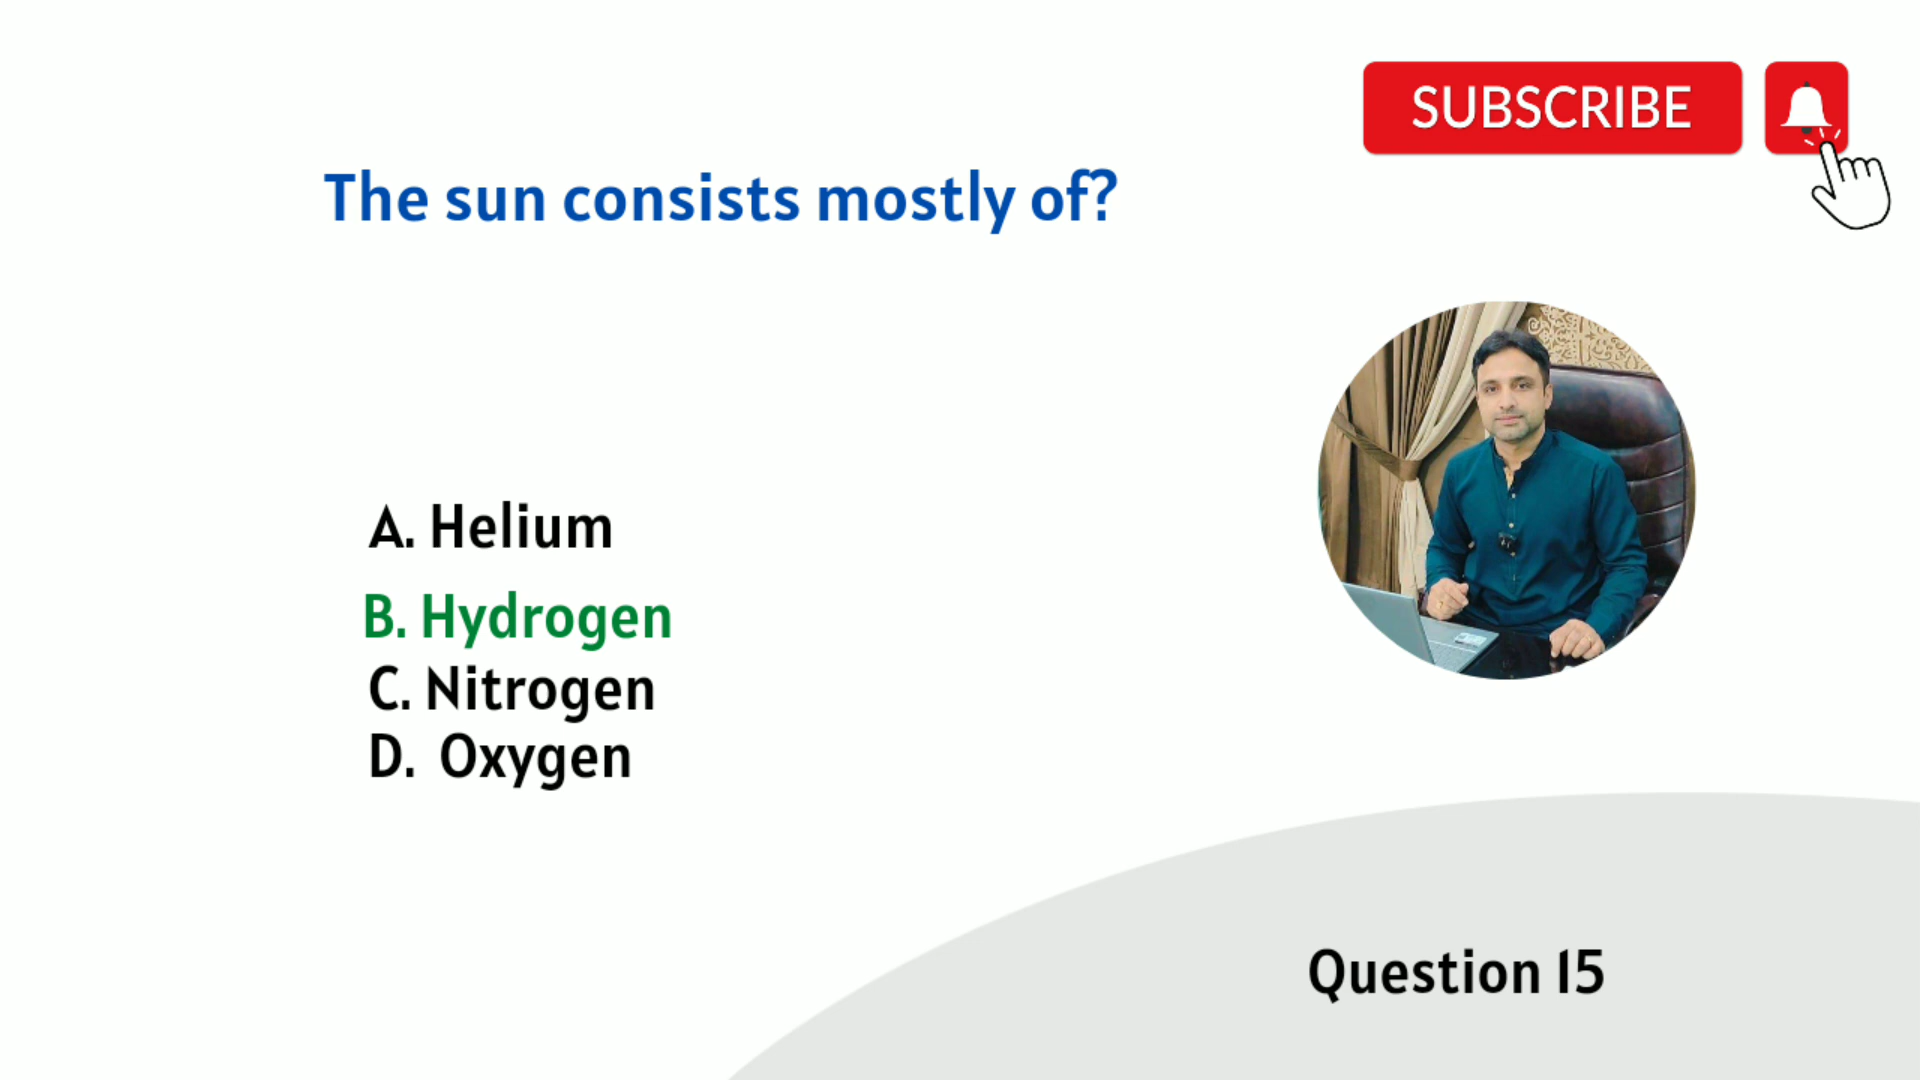 SUBSCRIBE
The sun consists mostly of?
A. Helium
B. Hydrogen
C. Nitrogen
D. Oxygen
Question 15